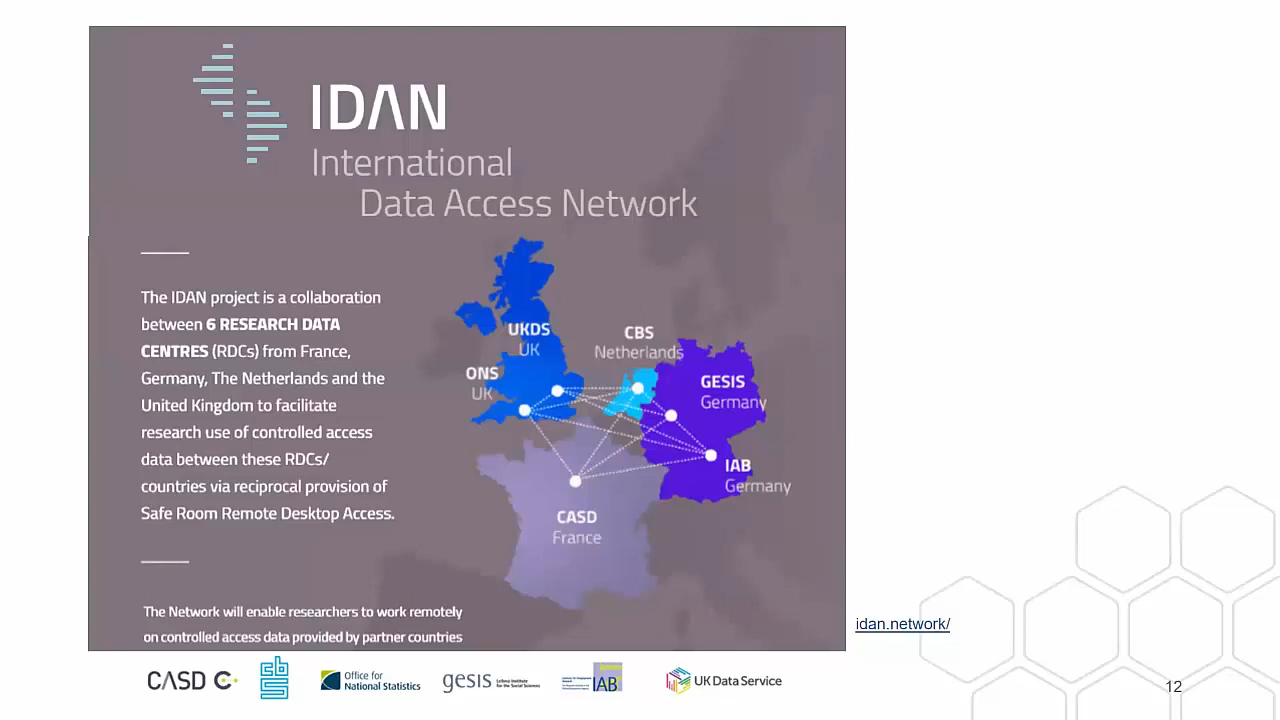 IDAN
International
Data Access Network
The IDAN project is a collaboration
between 6 RESEARCH DATA
CENTRES (RDCs) from France,
Germany, The Netherlands and the
United Kingdom to facilitate
research use of controlled access
data between these RDCs/
countries via reciprocal provision of
Safe Room Remote Desktop Access.
The Network will enable researchers to work remotely
on controlled access data provided by partner countries
UKDS
UK
ONS
UK
CBS
Netherlands
GESIS
Germany
IAB
Germany
CASD
France
idan.network/
CASD
cbs
Office for
National Statistics
gesis
Leibniz Institute
for the Social Sciences
IAB
UK Data Service
12